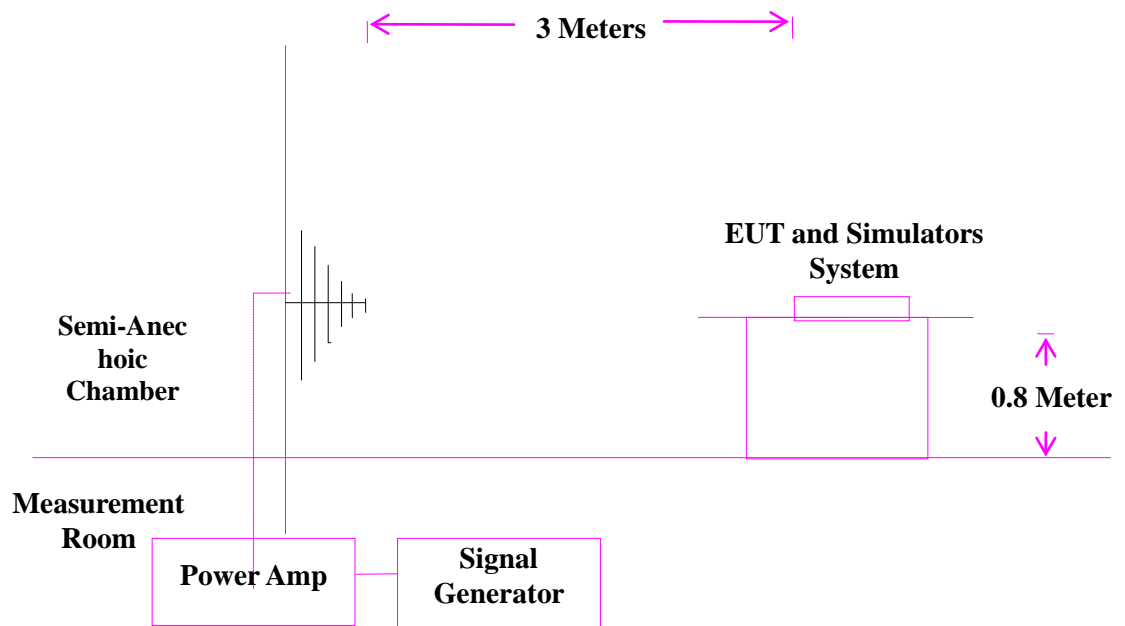 3 Meters
EUT and Simulators
System
Semi-Anec
hoic
Chamber
0.8 Meter
Measurement
Room
Power Amp
Signal
Generator